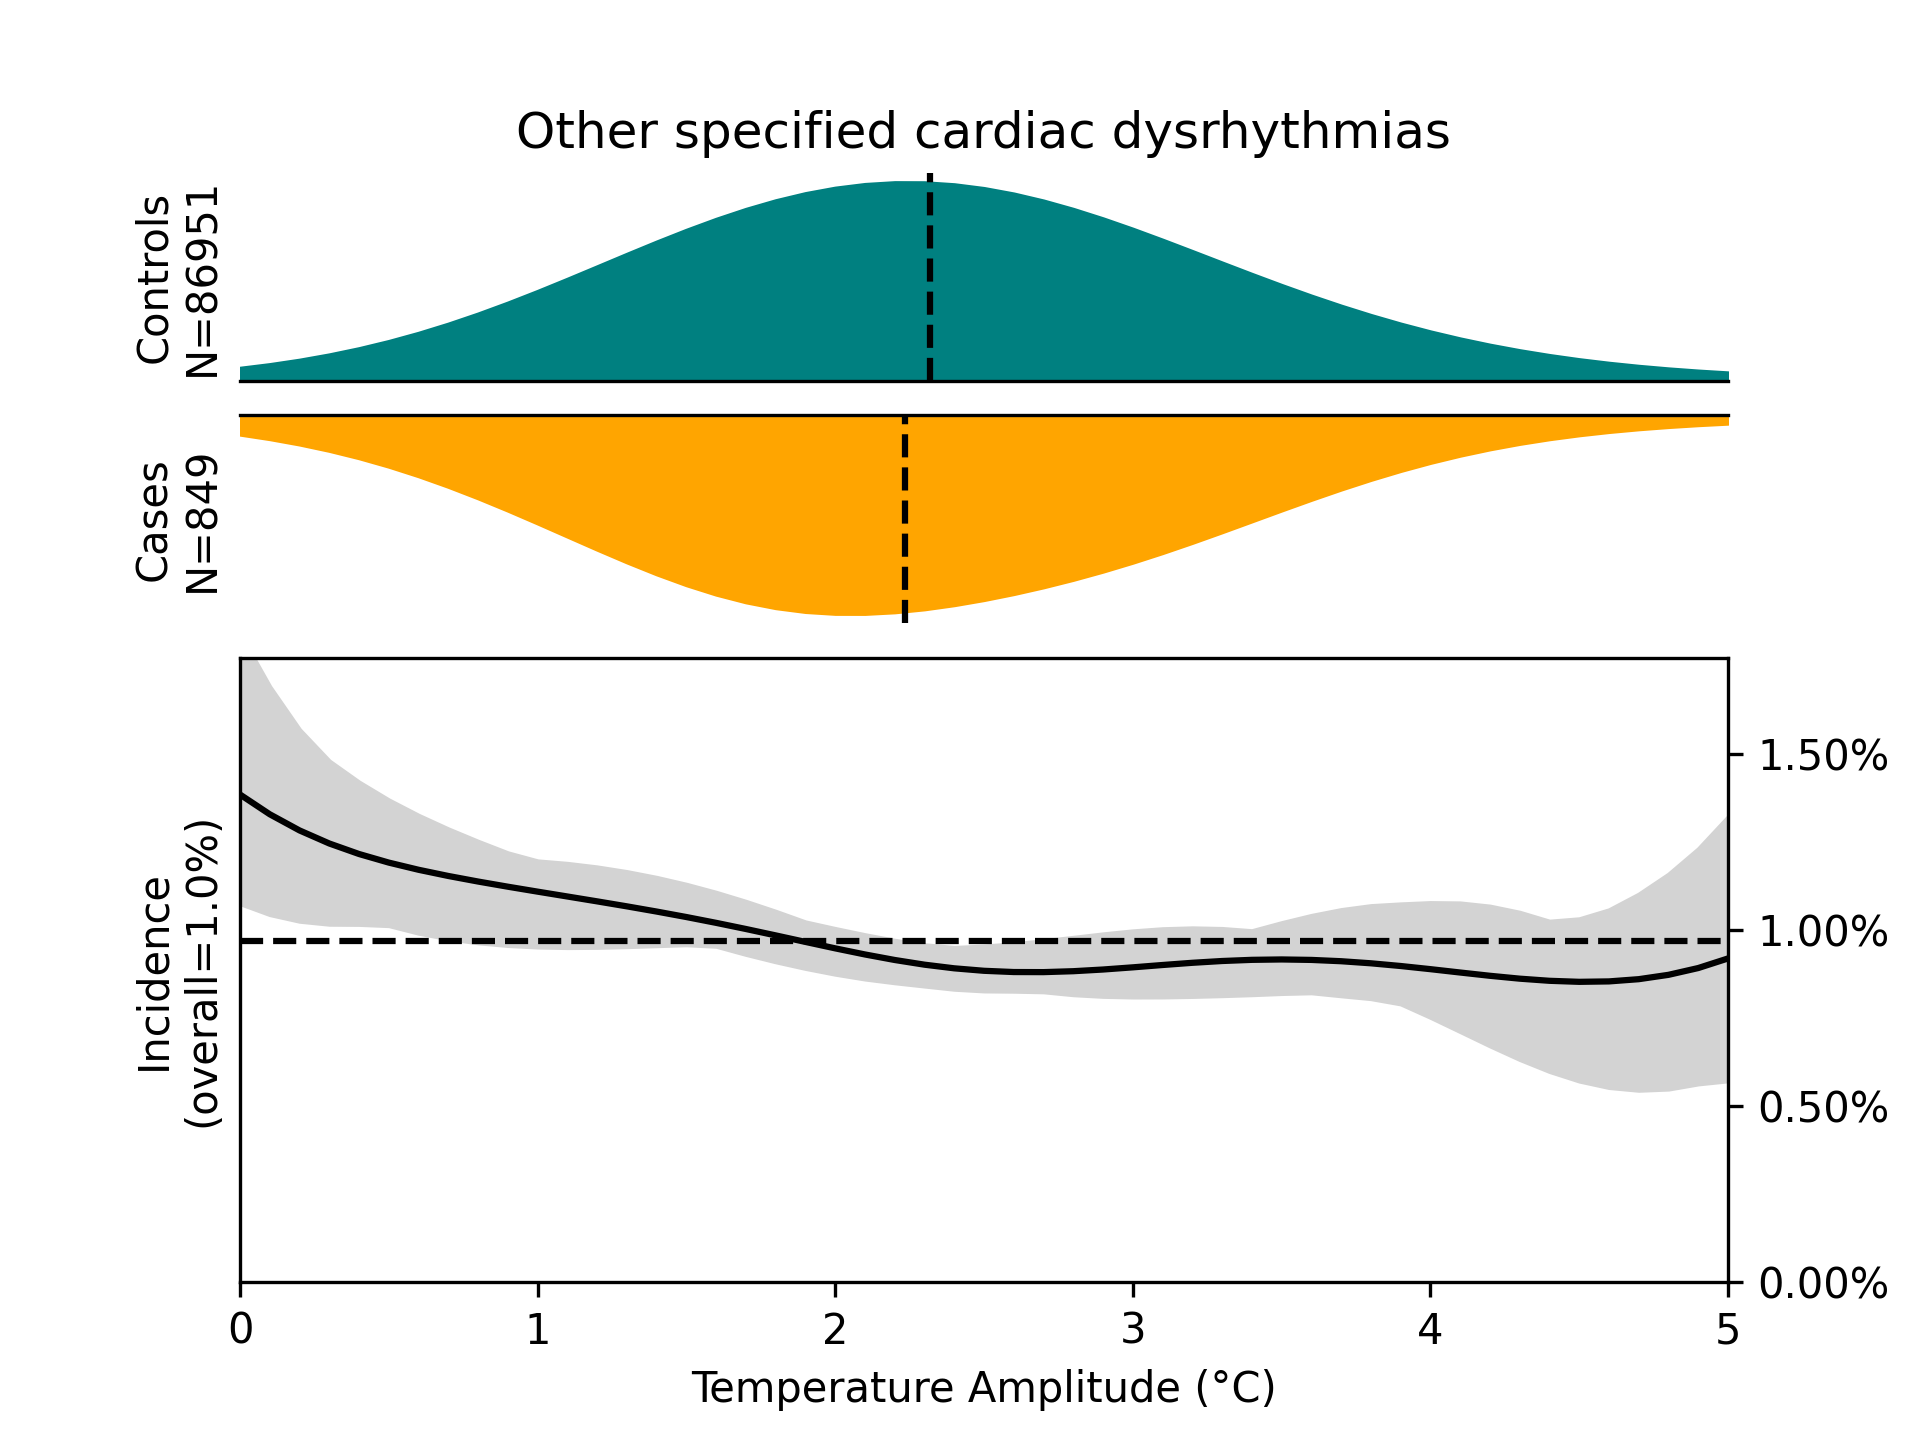 Other specified cardiac dysrhythmias
Controls
N=86951
Cases
N=849
Incidence
(overall=1.0%)
1.50%
1.00%
0.50%
0.00%
0 1 2 3 4 5
Temperature Amplitude (°C)